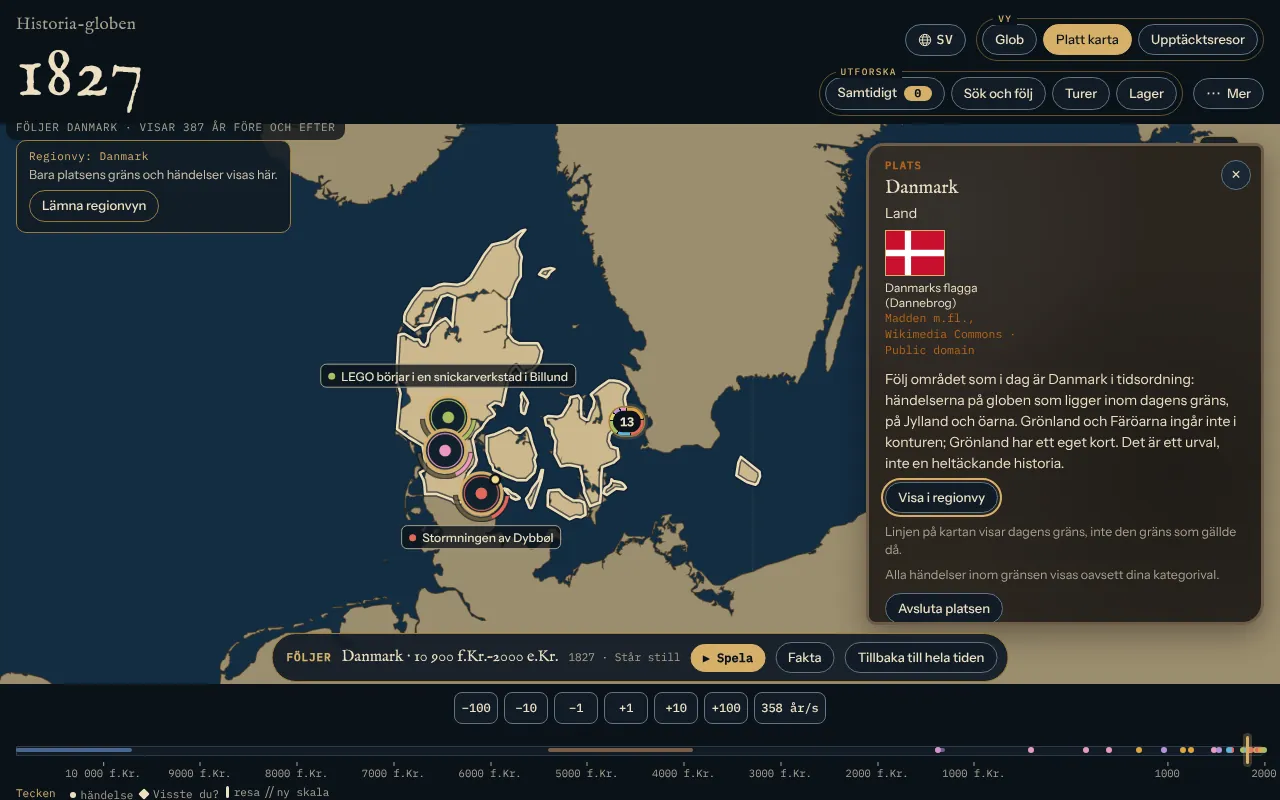 Historia-globen
1827
FÖLJER DANMARK · VISAR 387 ÅR FÖRE OCH EFTER
VY
SV
Glob
Platt karta
Upptäcktsresor
UTFORSKA
Samtidigt 0
Sök och följ
Turer
Lager
··· Mer
Regionvy: Danmark
Bara platsens gräns och händelser visas här.
Lämna regionvyn
LEGO börjar i en snickarverkstad i Billund
13
Stormningen av Dybbøl
PLATS
×
Danmark
Land
Danmarks flagga
(Dannebrog)
Madden m.fl.,
Wikimedia Commons ·
Public domain
Följ området som i dag är Danmark i tidsordning:
händelserna på globen som ligger inom dagens gräns,
på Jylland och öarna. Grönland och Färöarna ingår inte i
konturen; Grönland har ett eget kort. Det är ett urval,
inte en heltäckande historia.
Visa i regionvy
Linjen på kartan visar dagens gräns, inte den gräns som gällde
då.
Alla händelser inom gränsen visas oavsett dina kategorival.
Avsluta platsen
FÖLJER Danmark · 10 900 f.Kr.–2000 e.Kr. 1827 · Står still
▶ Spela
Fakta
Tillbaka till hela tiden
−100
−10
−1
+1
+10
+100
358 år/s
10 000 f.Kr.
9000 f.Kr.
8000 f.Kr.
7000 f.Kr.
6000 f.Kr.
5000 f.Kr.
4000 f.Kr.
3000 f.Kr.
2000 f.Kr.
1000 f.Kr.
1000
2000
Tecken händelse Visste du? resa // ny skala